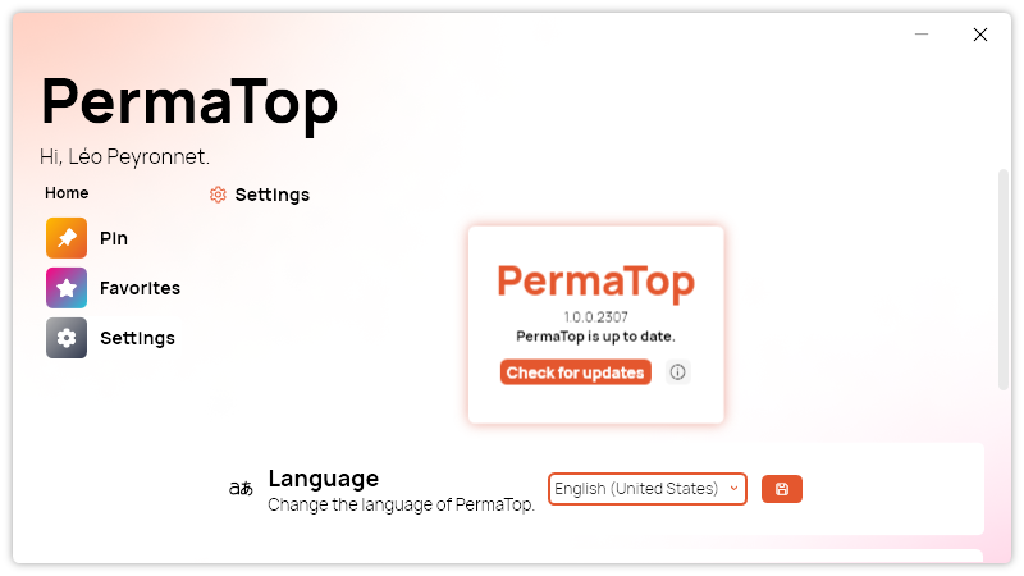 PermaTop
Hi, Léo Peyronnet.
Home
Pin
Favorites
Settings
Settings
PermaTop
1.0.0.2307
PermaTop is up to date.
Check for updates
aあ
Language
Change the language of PermaTop.
English (United States)